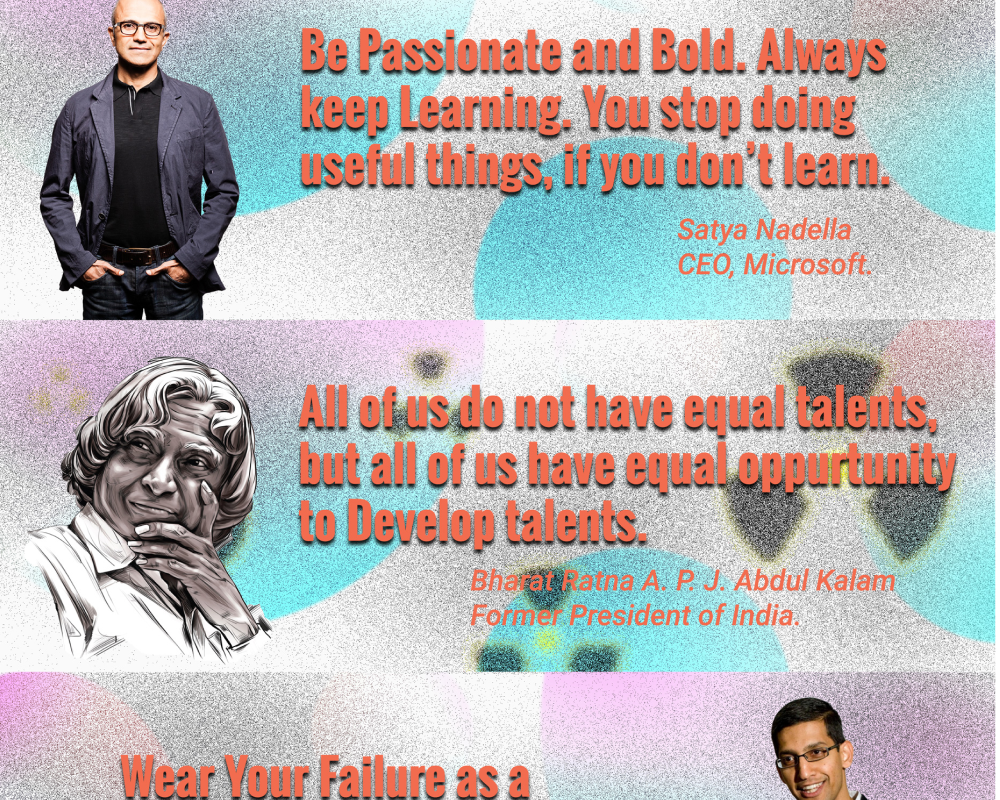 Be Passionate and Bold. Always
keep Learning. You stop doing
useful things, if you don’t learn.
Satya Nadella
CEO, Microsoft.
All of us do not have equal talents,
but all of us have equal oppurtunity
to Develop talents.
Bharat Ratna A. P. J. Abdul Kalam
Former President of India.
Wear Your Failure as a